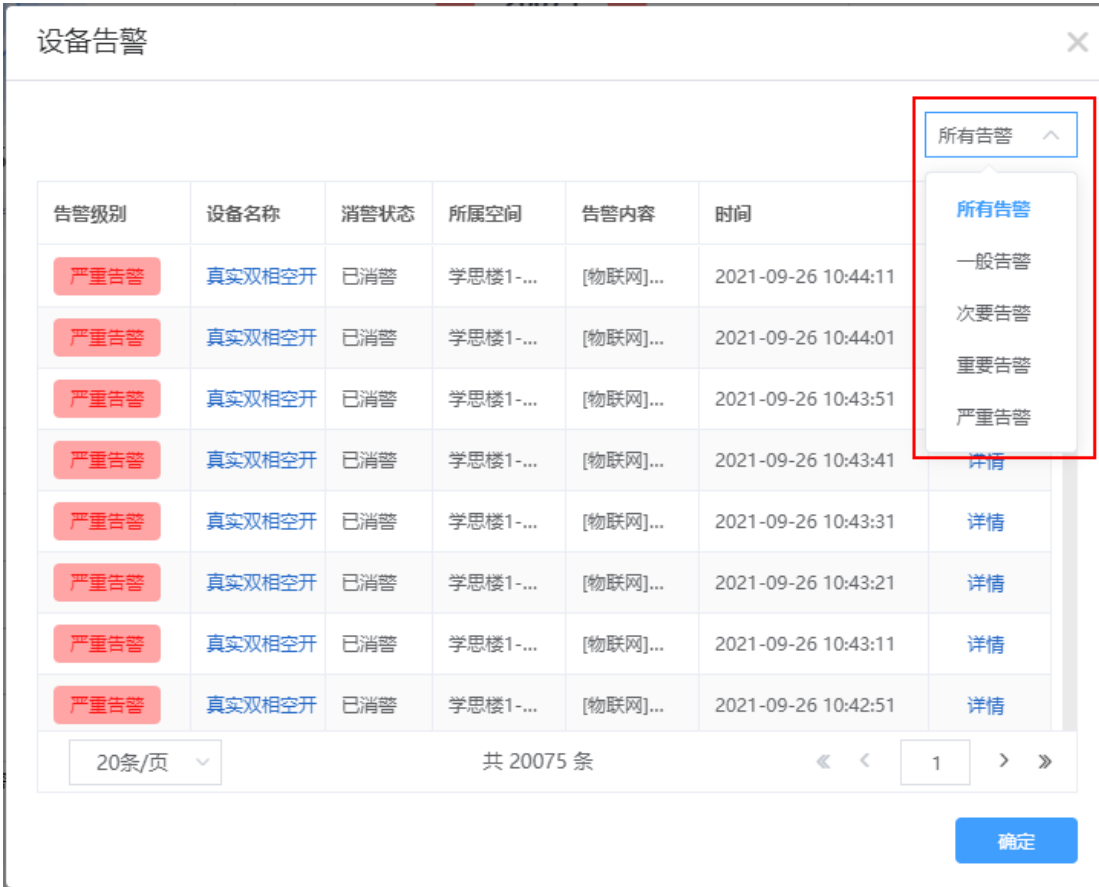 设备告警
所有告警
所有告警
一般告警
次要告警
重要告警
严重告警
告警级别 设备名称 消警状态 所属空间 告警内容 时间
严重告警 真实双相空开 已消警 学思楼1-... [物联网]... 2021-09-26 10:44:11
严重告警 真实双相空开 已消警 学思楼1-... [物联网]... 2021-09-26 10:44:01
严重告警 真实双相空开 已消警 学思楼1-... [物联网]... 2021-09-26 10:43:51
严重告警 真实双相空开 已消警 学思楼1-... [物联网]... 2021-09-26 10:43:41 详情
严重告警 真实双相空开 已消警 学思楼1-... [物联网]... 2021-09-26 10:43:31 详情
严重告警 真实双相空开 已消警 学思楼1-... [物联网]... 2021-09-26 10:43:21 详情
严重告警 真实双相空开 已消警 学思楼1-... [物联网]... 2021-09-26 10:43:11 详情
严重告警 真实双相空开 已消警 学思楼1-... [物联网]... 2021-09-26 10:42:51 详情
20条/页 共 20075 条 1
确定